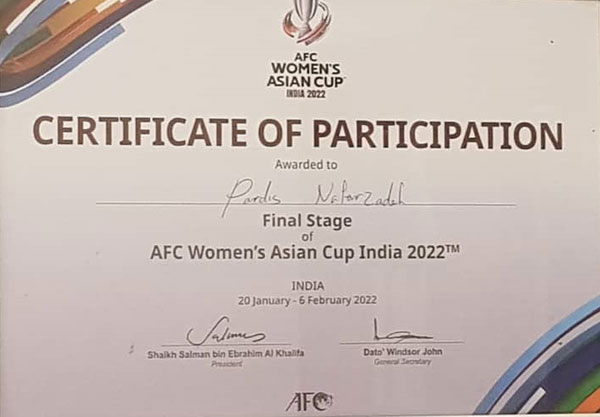 AFC
WOMEN'S
ASIAN CUP
INDIA 2022
CERTIFICATE OF PARTICIPATION
Awarded to
Pardis Nafarzadeh
Final Stage
of
AFC Women's Asian Cup India 2022™
INDIA
20 January - 6 February 2022
Shaikh Salman bin Ebrahim Al Khalifa
President
Dato' Windsor John
General Secretary
AFC